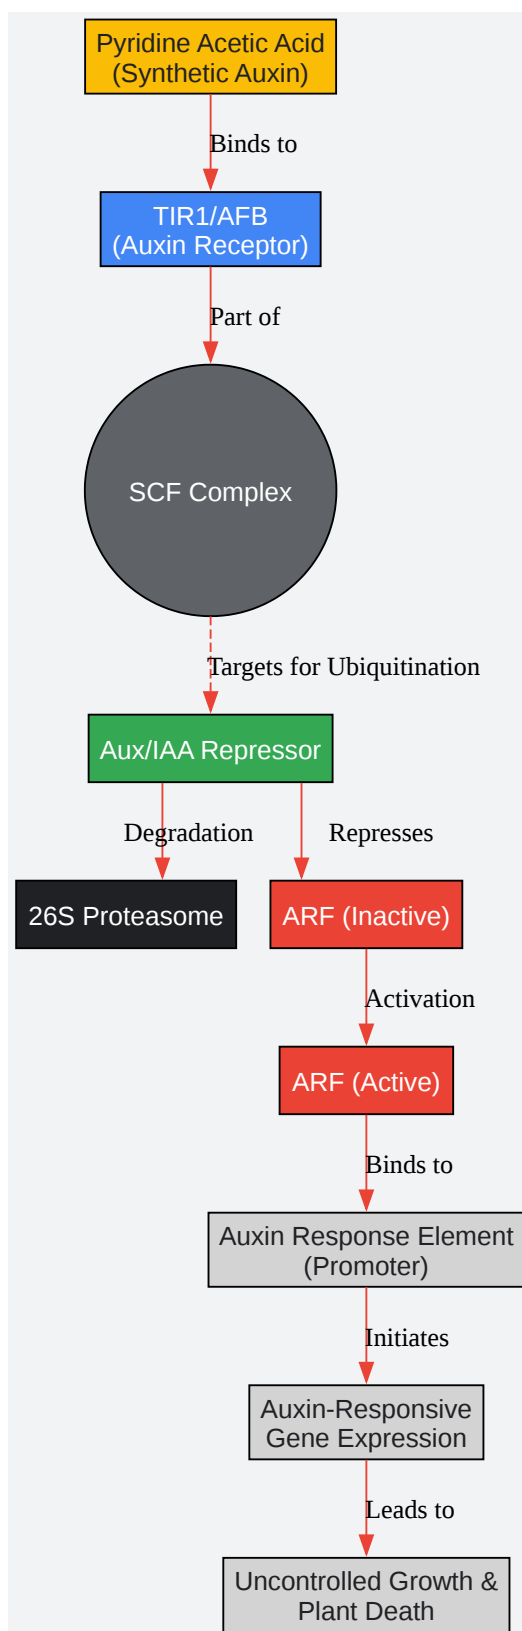 Pyridine Acetic Acid
(Synthetic Auxin)
Binds to
TIR1/AFB
(Auxin Receptor)
Part of
SCF Complex
Targets for Ubiquitination
Aux/IAA Repressor
Degradation
Represses
26S Proteasome
ARF (Inactive)
Activation
ARF (Active)
Binds to
Auxin Response Element
(Promoter)
Initiates
Auxin-Responsive
Gene Expression
Leads to
Uncontrolled Growth &
Plant Death